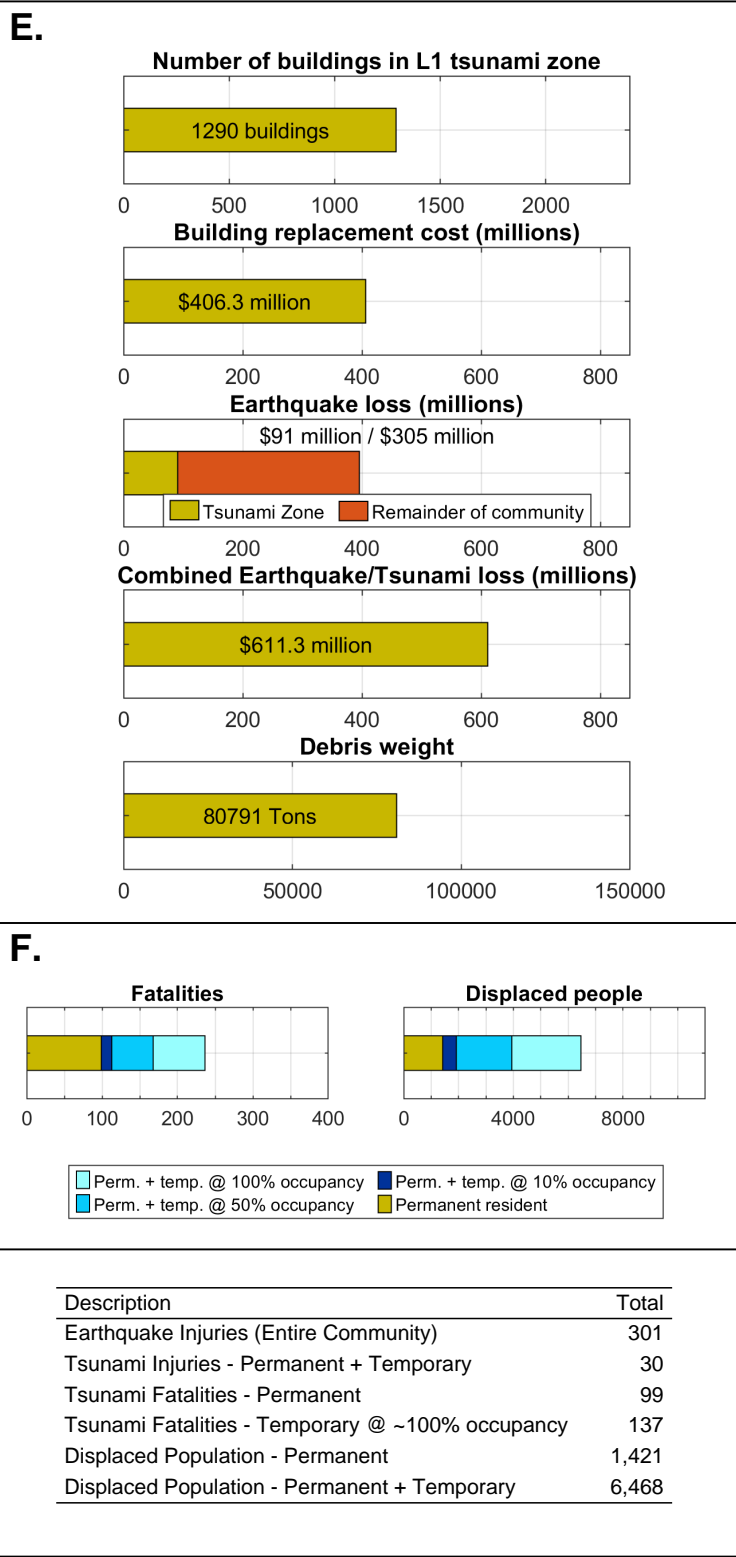 E.
Number of buildings in L1 tsunami zone
1290 buildings
0 500 1000 1500 2000
Building replacement cost (millions)
$406.3 million
0 200 400 600 800
Earthquake loss (millions)
$91 million / $305 million
Tsunami Zone Remainder of community
0 200 400 600 800
Combined Earthquake/Tsunami loss (millions)
$611.3 million
0 200 400 600 800
Debris weight
80791 Tons
0 50000 100000 150000
F.
Fatalities Displaced people
0 100 200 300 400 0 4000 8000
Perm. + temp. @ 100% occupancy Perm. + temp. @ 10% occupancy
Perm. + temp. @ 50% occupancy Permanent resident
Description Total
Earthquake Injuries (Entire Community) 301
Tsunami Injuries - Permanent + Temporary 30
Tsunami Fatalities - Permanent 99
Tsunami Fatalities - Temporary @ ~100% occupancy 137
Displaced Population - Permanent 1,421
Displaced Population - Permanent + Temporary 6,468